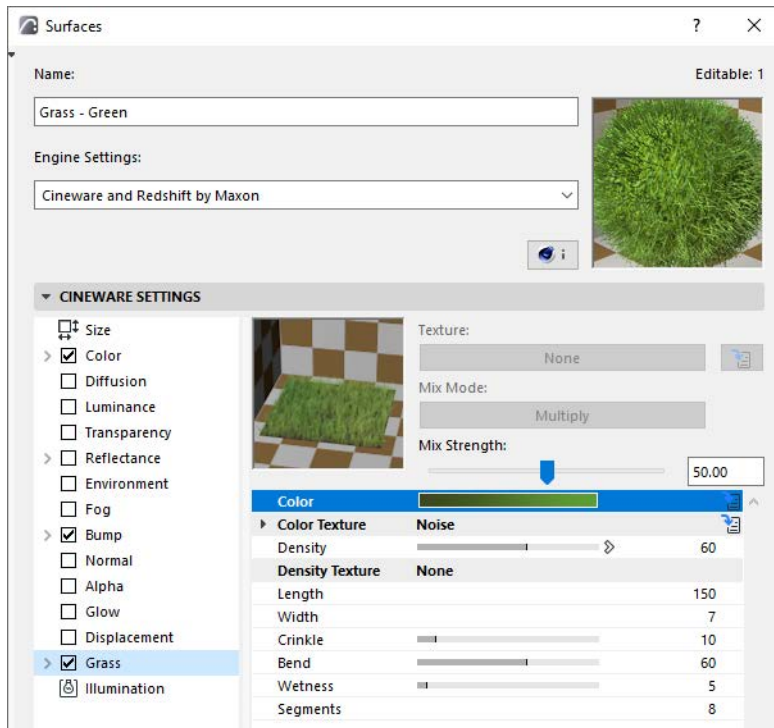 Surfaces
?
Name:
Editable: 1
Grass - Green
Engine Settings:
Cineware and Redshift by Maxon
i
CINEWARE SETTINGS
Size
Color
Diffusion
Luminance
Transparency
Reflectance
Environment
Fog
Bump
Normal
Alpha
Glow
Displacement
Grass
Illumination
Texture:
None
Mix Mode:
Multiply
Mix Strength:
50.00
Color
Color Texture Noise
Density 60
Density Texture None
Length 150
Width 7
Crinkle 10
Bend 60
Wetness 5
Segments 8